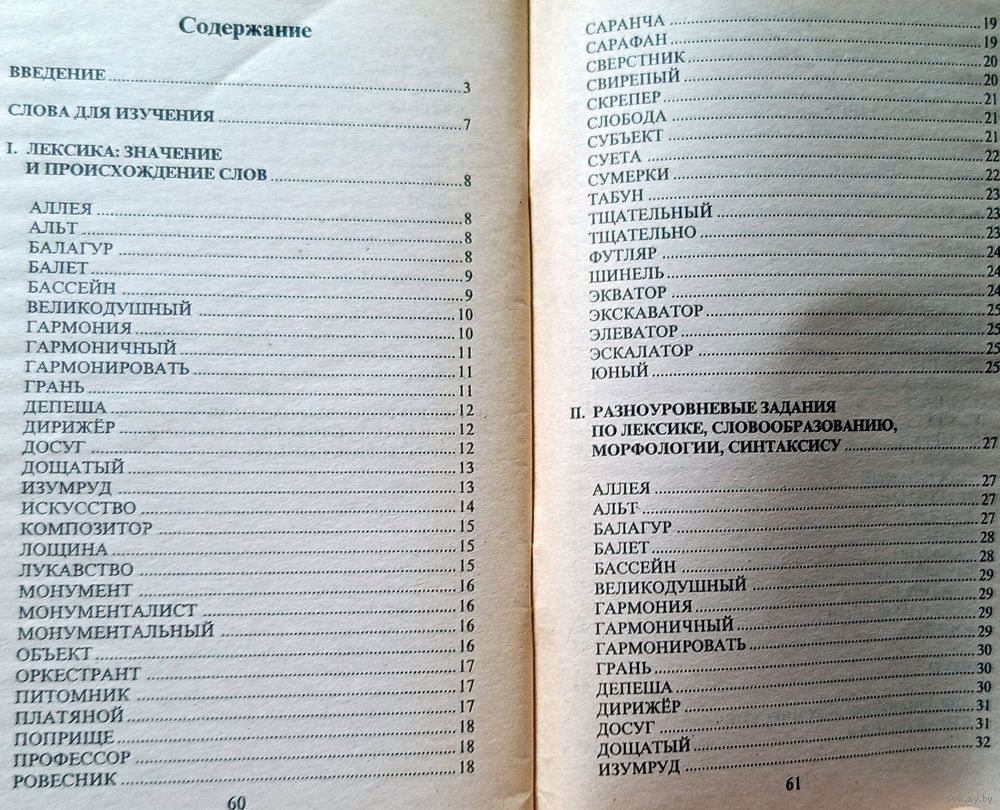 Содержание
ВВЕДЕНИЕ 3
СЛОВА ДЛЯ ИЗУЧЕНИЯ 7
I. ЛЕКСИКА: ЗНАЧЕНИЕ
И ПРОИСХОЖДЕНИЕ СЛОВ 8
АЛЛЕЯ 8
АЛЬТ 8
БАЛАГУР 8
БАЛЕТ 9
БАССЕЙН 9
ВЕЛИКОДУШНЫЙ 10
ГАРМОНИЯ 10
ГАРМОНИЧНЫЙ 11
ГАРМОНИРОВАТЬ 11
ГРАНЬ 11
ДЕПЕША 12
ДИРИЖЁР 12
ДОСУГ 12
ДОЩАТЫЙ 13
ИЗУМРУД 13
ИСКУССТВО 14
КОМПОЗИТОР 15
ЛОЩИНА 15
ЛУКАВСТВО 15
МОНУМЕНТ 16
МОНУМЕНТАЛИСТ 16
МОНУМЕНТАЛЬНЫЙ 16
ОБЪЕКТ 16
ОРКЕСТРАНТ 17
ПИТОМНИК 17
ПЛАТЯНОЙ 17
ПОПРИЩЕ 18
ПРОФЕССОР 18
РОВЕСНИК 18
60
САРАНЧА 19
САРАФАН 19
СВЕРСТНИК 20
СВИРЕПЫЙ 20
СКРЕПЕР 21
СЛОБОДА 21
СУБЪЕКТ 21
СУЕТА 22
СУМЕРКИ 22
ТАБУН 23
ТЩАТЕЛЬНЫЙ 23
ТЩАТЕЛЬНО 23
ФУТЛЯР 24
ШИНЕЛЬ 24
ЭКВАТОР 24
ЭКСКАВАТОР 25
ЭЛЕВАТОР 25
ЭСКАЛАТОР 25
ЮНЫЙ 25
II. РАЗНОУРОВНЕВЫЕ ЗАДАНИЯ
ПО ЛЕКСИКЕ, СЛОВООБРАЗОВАНИЮ,
МОРФОЛОГИИ, СИНТАКСИСУ 27
АЛЛЕЯ 27
АЛЬТ 27
БАЛАГУР 27
БАЛЕТ 28
БАССЕЙН 28
ВЕЛИКОДУШНЫЙ 29
ГАРМОНИЯ 29
ГАРМОНИЧНЫЙ 29
ГАРМОНИРОВАТЬ 29
ГРАНЬ 30
ДЕПЕША 30
ДИРИЖЁР 30
ДОСУГ 31
ДОЩАТЫЙ 31
ИЗУМРУД 32
61
www.ay.by